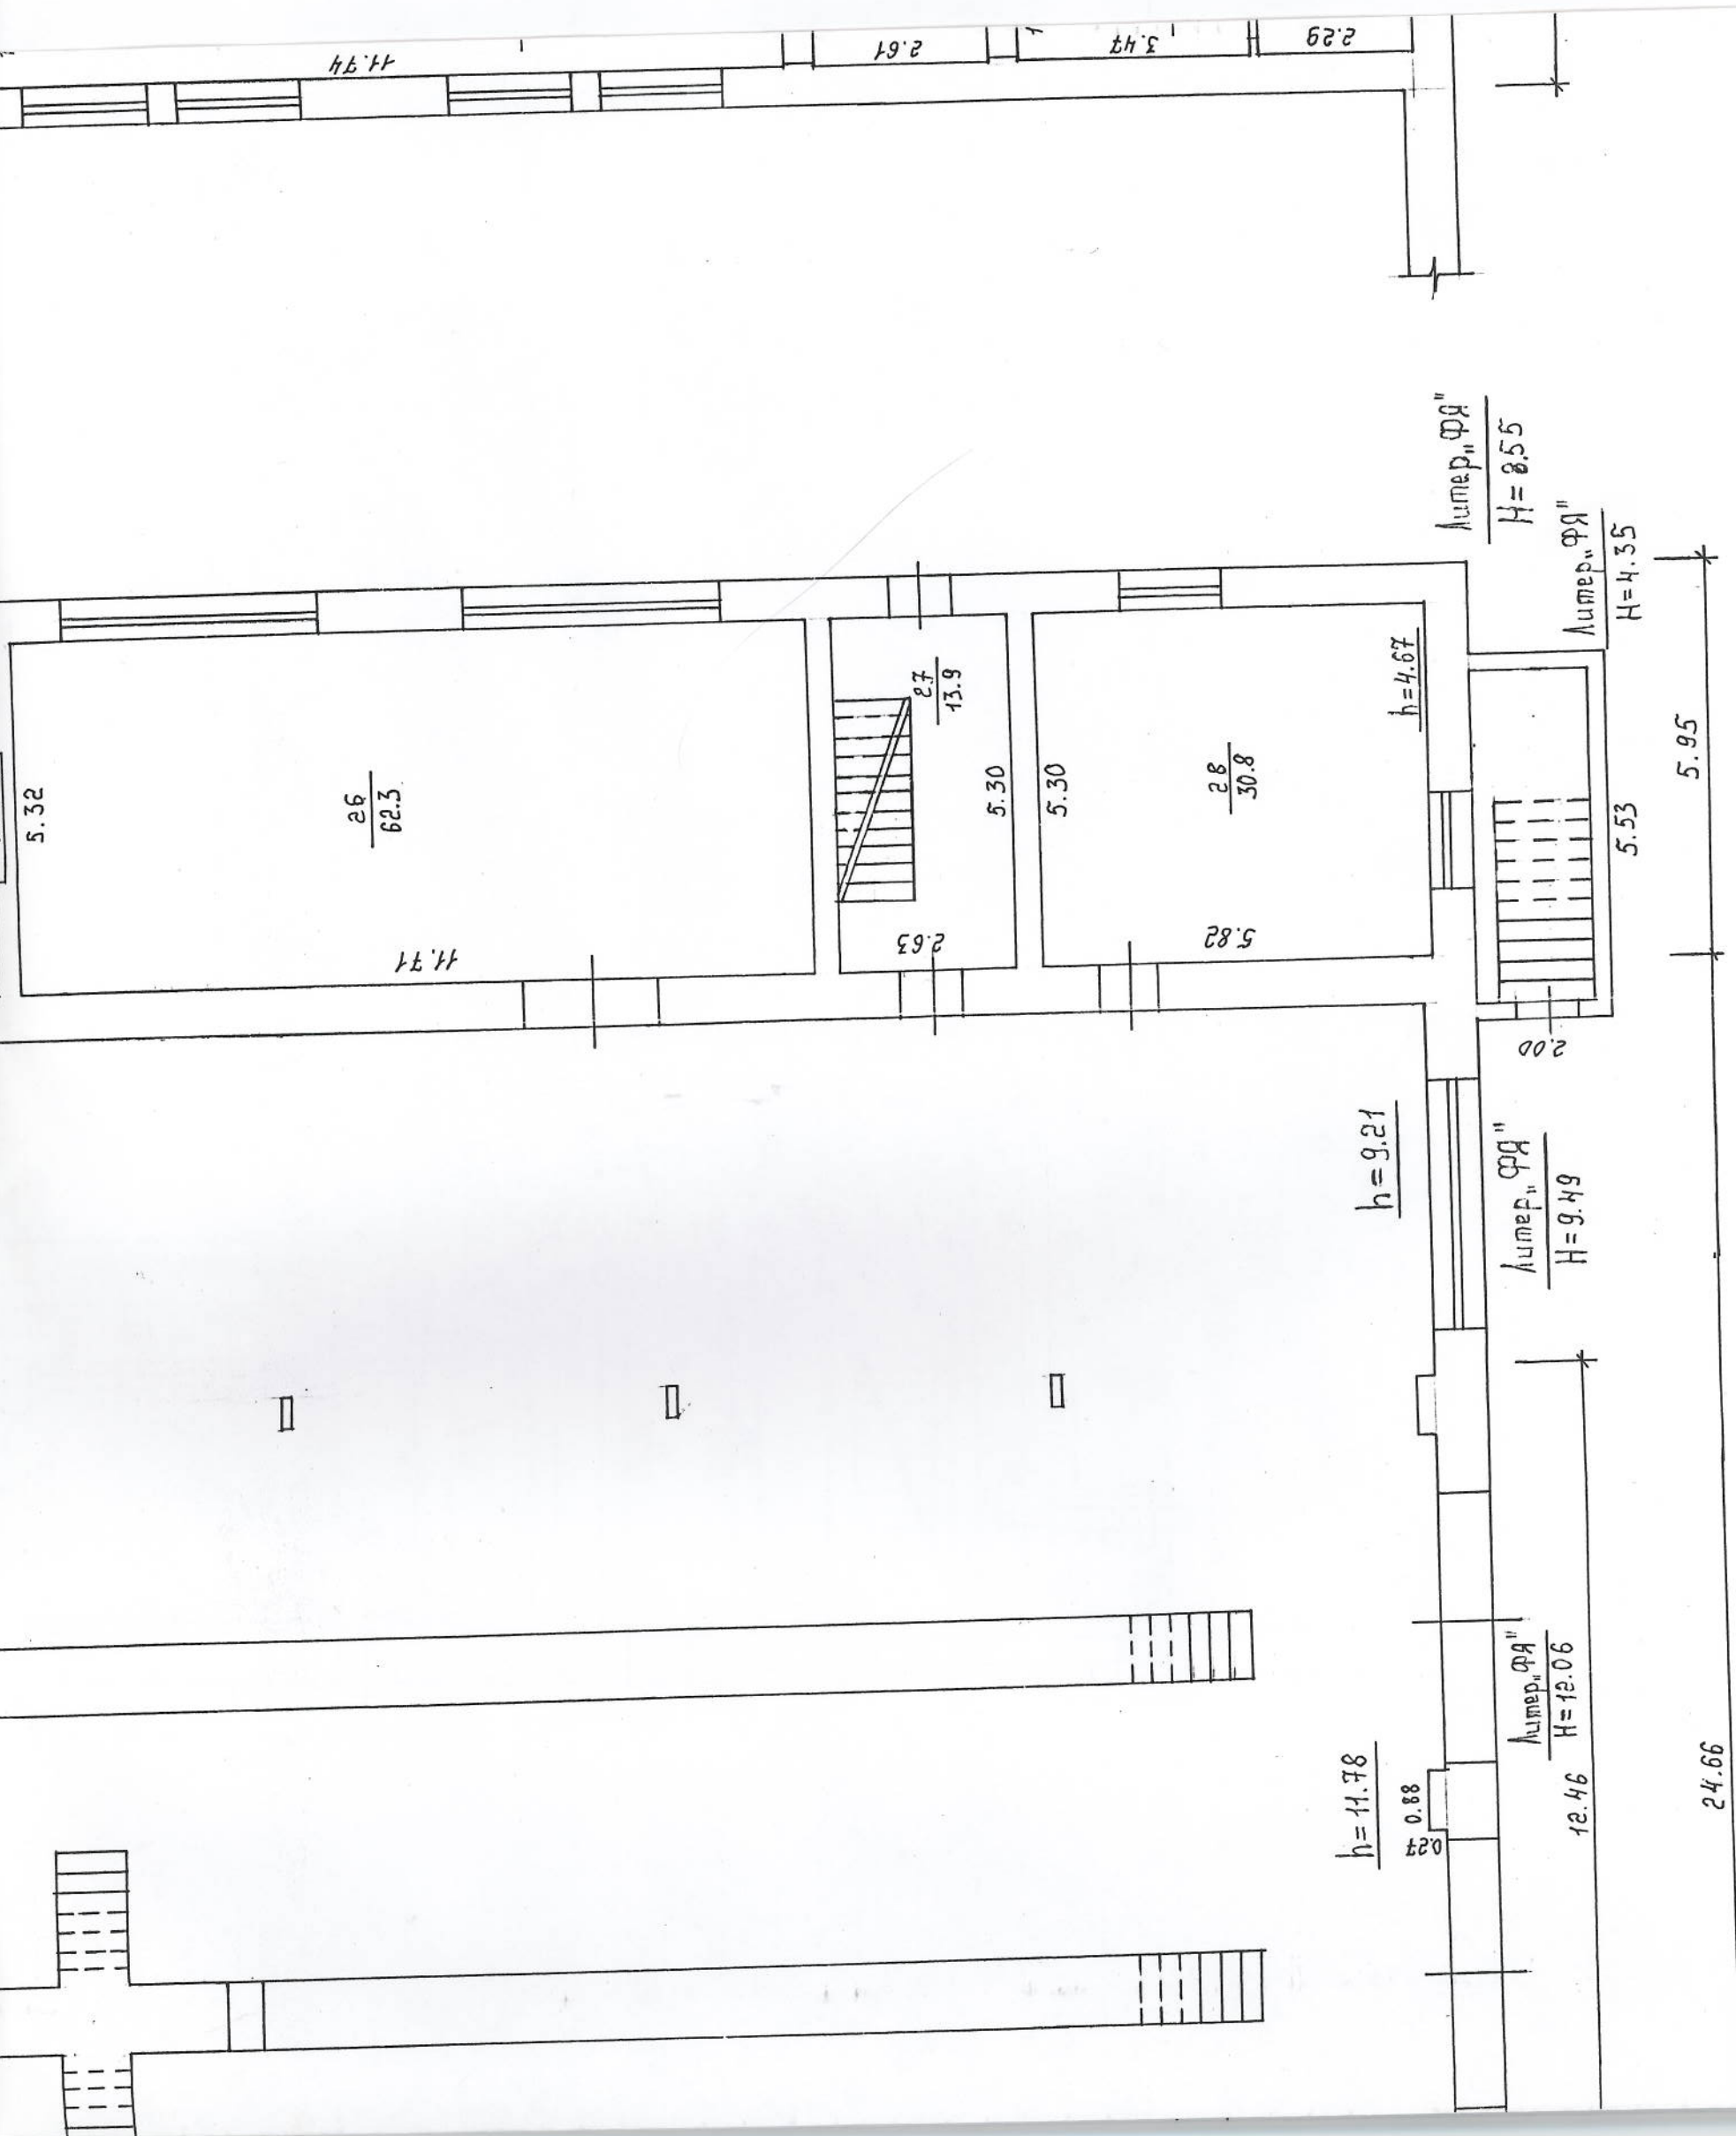 11.74
2.61
3.47
2.29
Литер„ФЯ"
H=8.55
Литер„ФЯ"
H=4.35
5.32
26
62.3
11.71
27
13.9
5.30
2.63
5.30
28
30.8
h=4.67
5.82
5.53
5.95
2.00
h=9.21
Литер„ФЯ"
H=9.49
h=11.78
0.88
0.27
Литер„ФЯ"
H=12.06
12.46
24.66